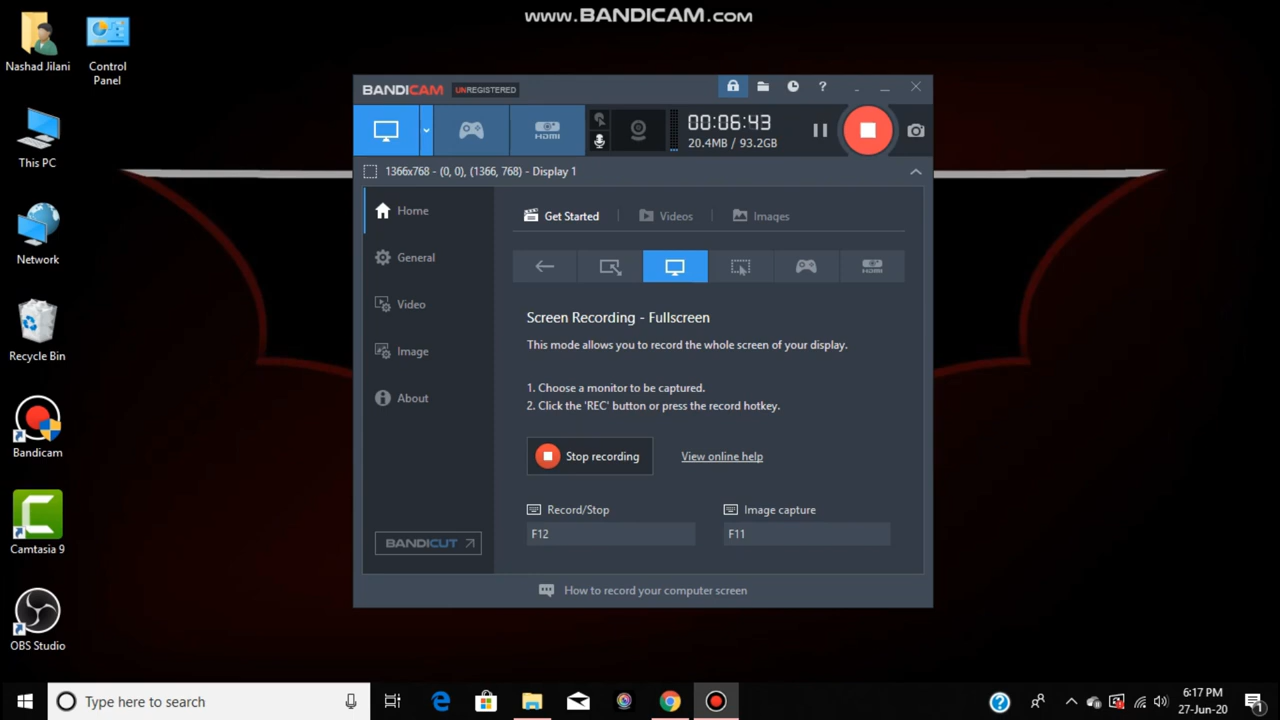 www.BANDICAM.com
Nashad Jilani
Control
Panel
This PC
Network
Recycle Bin
Bandicam
Camtasia 9
OBS Studio
BANDICAM UNREGISTERED
?
HDMI
00:06:43
20.4MB / 93.2GB
1366x768 - (0, 0), (1366, 768) - Display 1
Home
General
Video
Image
About
BANDICUT
Get Started
Videos
Images
HDMI
Screen Recording - Fullscreen
This mode allows you to record the whole screen of your display.
1. Choose a monitor to be captured.
2. Click the 'REC' button or press the record hotkey.
Stop recording
View online help
Record/Stop
Image capture
F12
F11
How to record your computer screen
Type here to search
6:17 PM
27-Jun-20
1